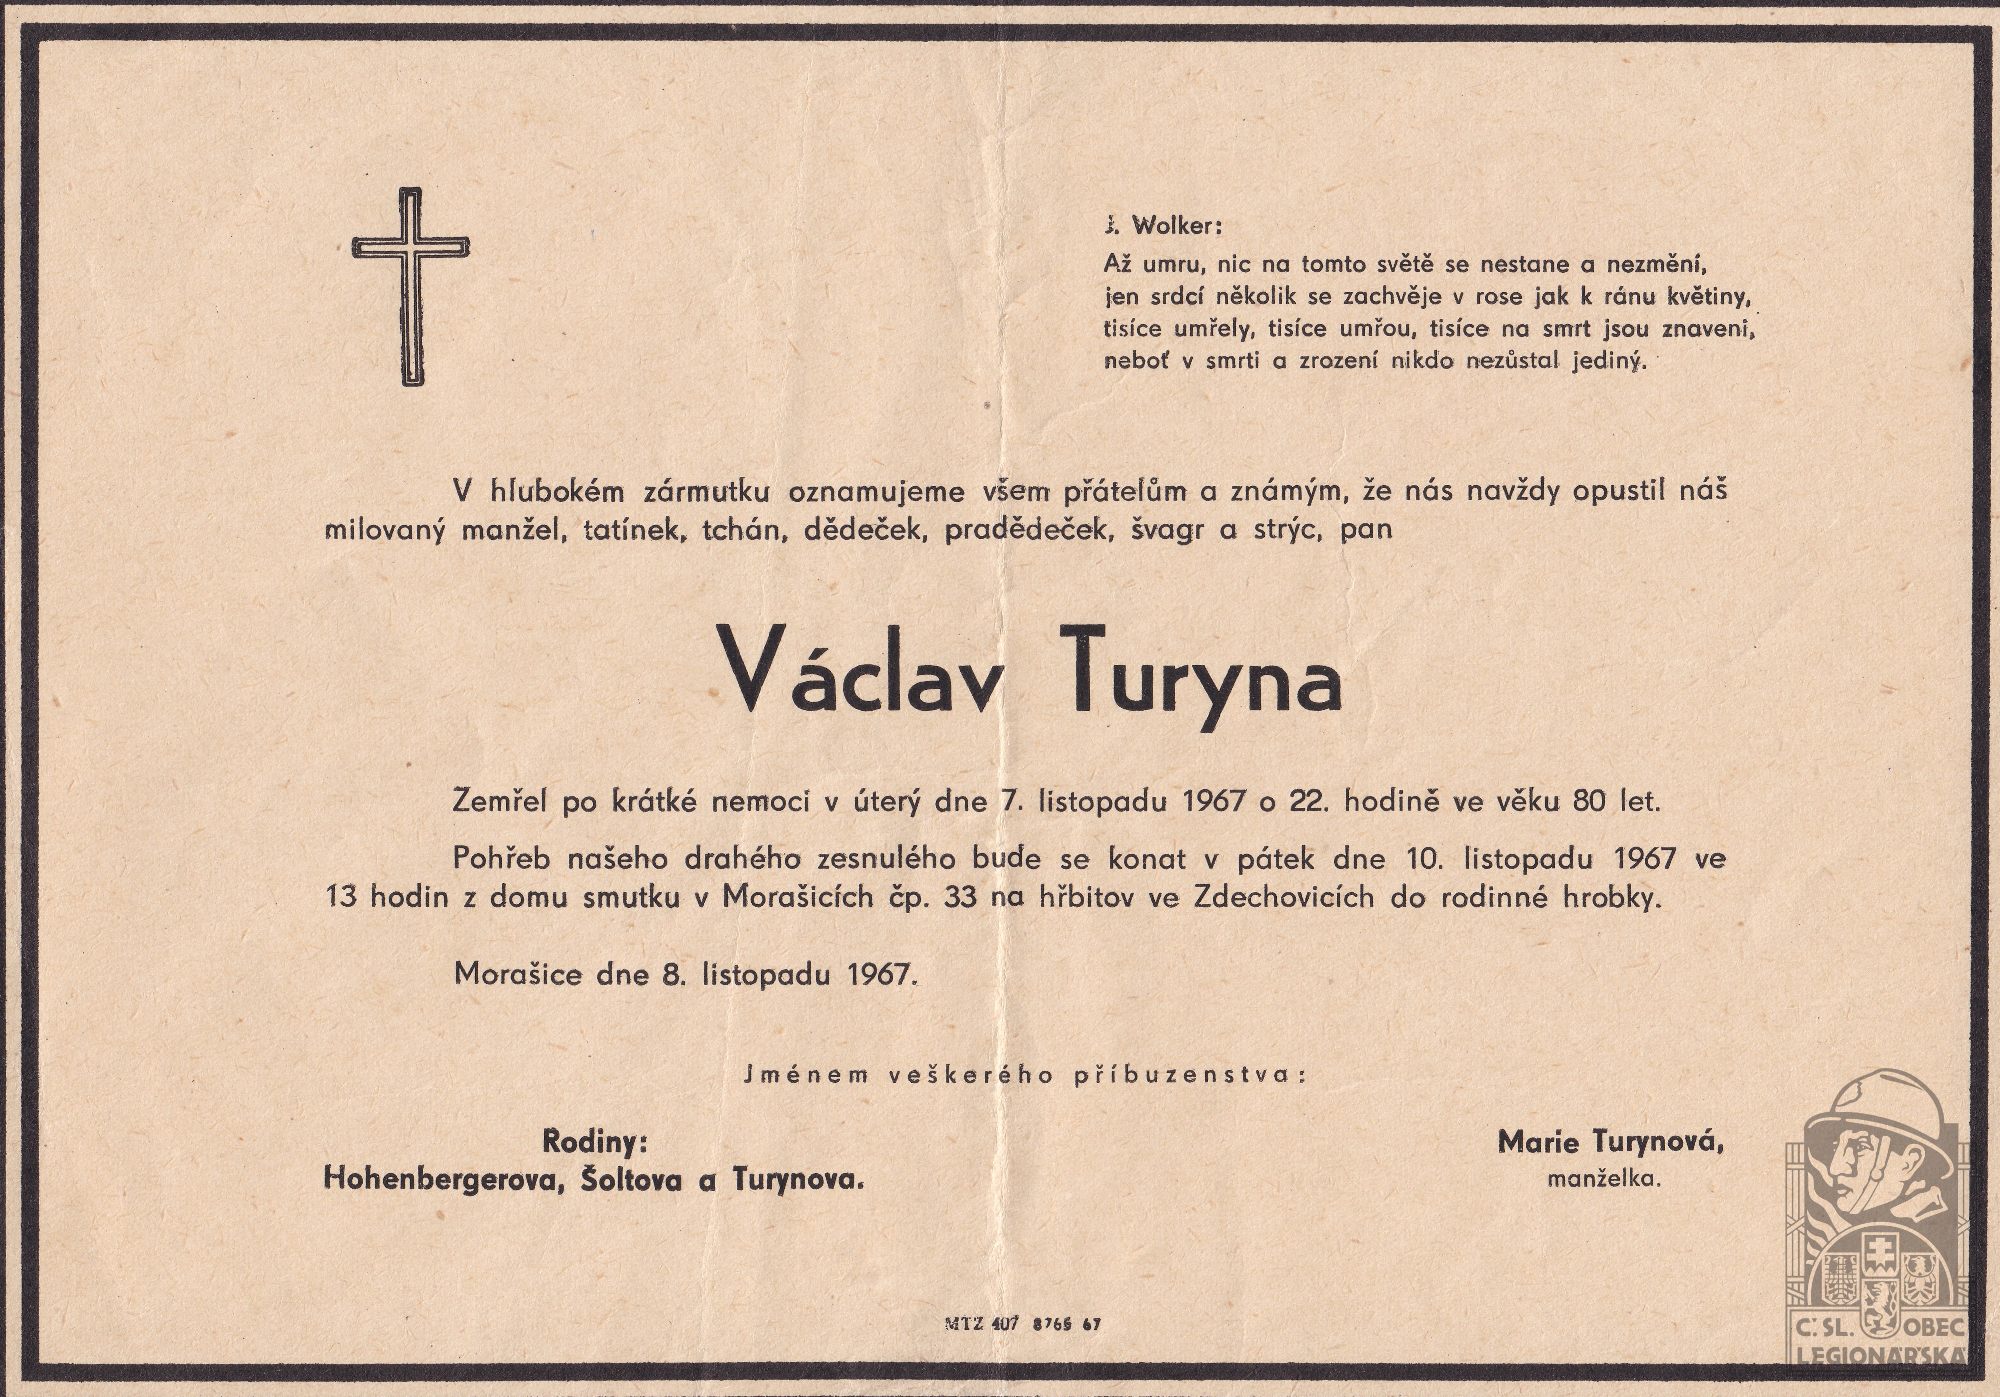 J. Wolker:
Až umru, nic na tomto světě se nestane a nezmění,
jen srdcí několik se zachvěje v rose jak k ránu květiny,
tisíce umřely, tisíce umřou, tisíce na smrt jsou znaveni,
neboť v smrti a zrození nikdo nezůstal jediný.
V hlubokém zármutku oznamujeme všem přátelům a známým, že nás navždy opustil náš
milovaný manžel, tatínek, tchán, dědeček, pradědeček, švagr a strýc, pan
Václav Turyna
Zemřel po krátké nemoci v úterý dne 7. listopadu 1967 o 22. hodině ve věku 80 let.
Pohřeb našeho drahého zesnulého bude se konat v pátek dne 10. listopadu 1967 ve
13 hodin z domu smutku v Morašicích čp. 33 na hřbitov ve Zdechovicích do rodinné hrobky.
Morašice dne 8. listopadu 1967.
Jménem veškerého příbuzenstva:
Rodiny:
Hohenbergerova, Šoltova a Turynova.
Marie Turynová,
manželka.
MTZ 407 8765 67
Č. SL. OBEC
LEGIONÁŘSKÁ